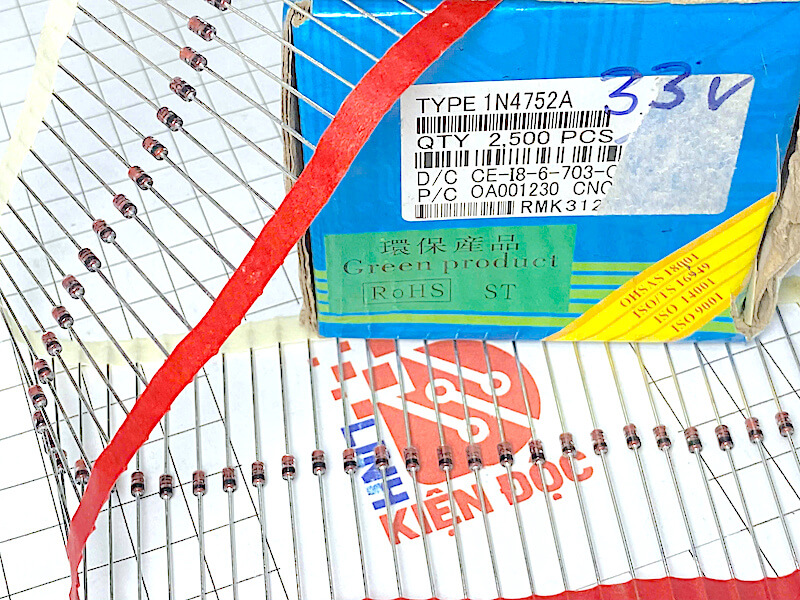 TYPE 1N4752A
33V
QTY 2,500 PCS
D/C CE-I8-6-703-
P/C OA001230 CNC
RMK312
環保產品
Green product
RoHS ST
OHSAS 18001
ISO/TS 16949
ISO 14001
ISO 9001
LINH
KIỆN ĐỘC